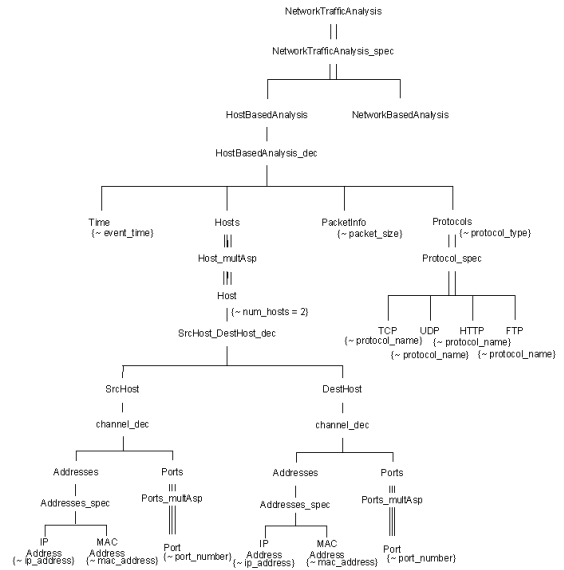 NetworkTrafficAnalysis
NetworkTrafficAnalysis_spec
HostBasedAnalysis NetworkBasedAnalysis
HostBasedAnalysis_dec
Time Hosts PacketInfo Protocols
{~ event_time} {~ packet_size} {~ protocol_type}
Host_multAsp Protocol_spec
Host
{~ num_hosts = 2}
SrcHost_DestHost_dec
TCP UDP HTTP FTP
{~ protocol_name} {~ protocol_name}
{~ protocol_name} {~ protocol_name}
SrcHost DestHost
channel_dec channel_dec
Addresses Ports Addresses Ports
Addresses_spec Ports_multAsp Addresses_spec Ports_multAsp
IP MAC Port IP MAC Port
Address Address {~ port_number} Address Address {~ port_number}
{~ ip_address} {~ mac_address} {~ ip_address} {~ mac_address}